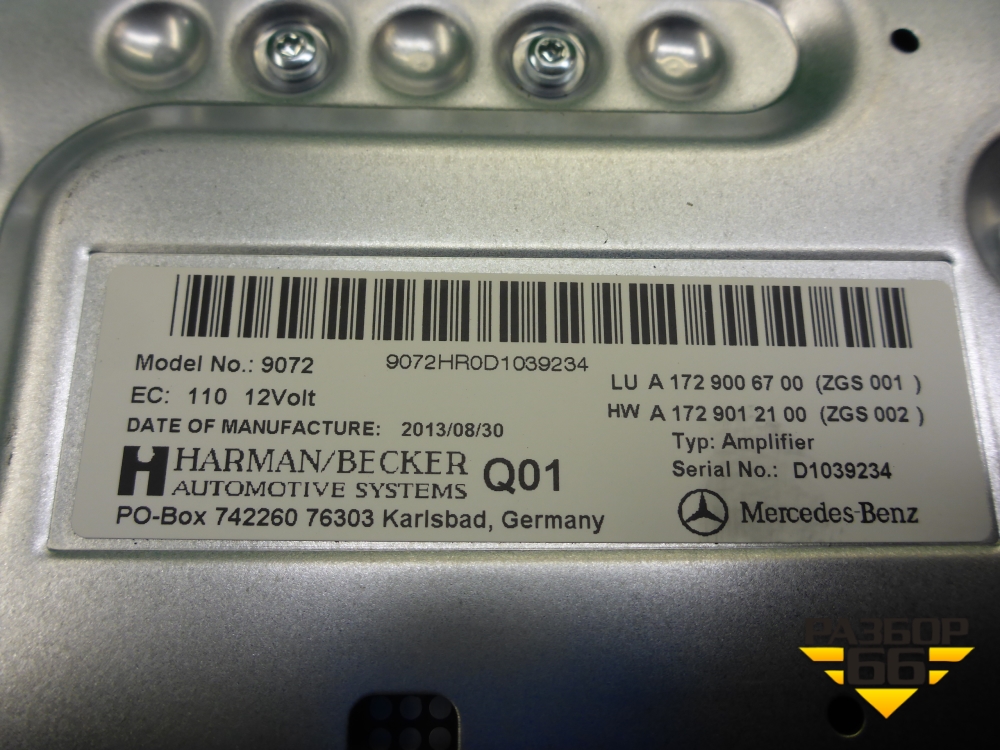 Model No.: 9072
9072HR0D1039234
EC: 110 12Volt
DATE OF MANUFACTURE: 2013/08/30
HARMAN/BECKER
AUTOMOTIVE SYSTEMS
Q01
PO-Box 742260 76303 Karlsbad, Germany
LU A 172 900 67 00 (ZGS 001 )
HW A 172 901 21 00 (ZGS 002 )
Typ: Amplifier
Serial No.: D1039234
Mercedes-Benz
РАЗБОР
66